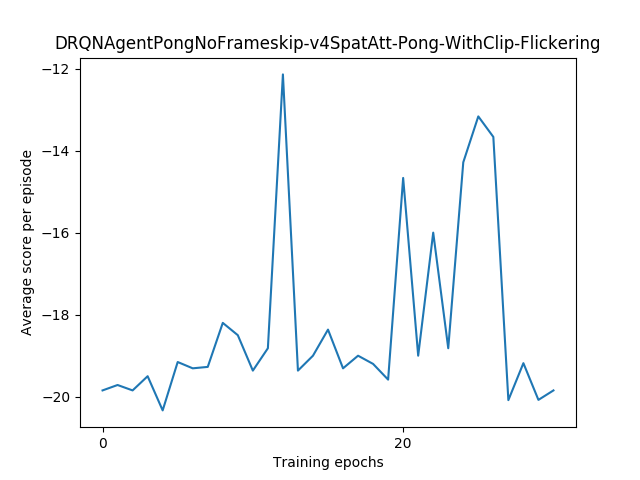 DRQNAgentPongNoFrameskip-v4SpatAtt-Pong-WithClip-Flickering
−12
−14
−16
−18
−20
Average score per episode
0 20
Training epochs